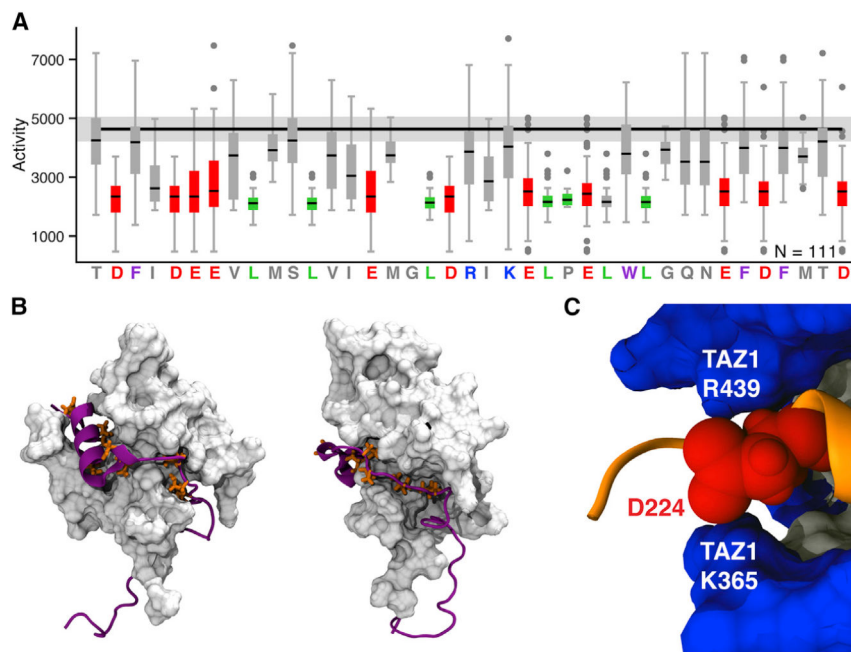 A
Activity
7000
5000
3000
1000
N = 111
T D F I D E E V L M S L V I E M G L D R I K E L P E L W L G Q N E F D F M T D
B
C
TAZ1
R439
D224
TAZ1
K365